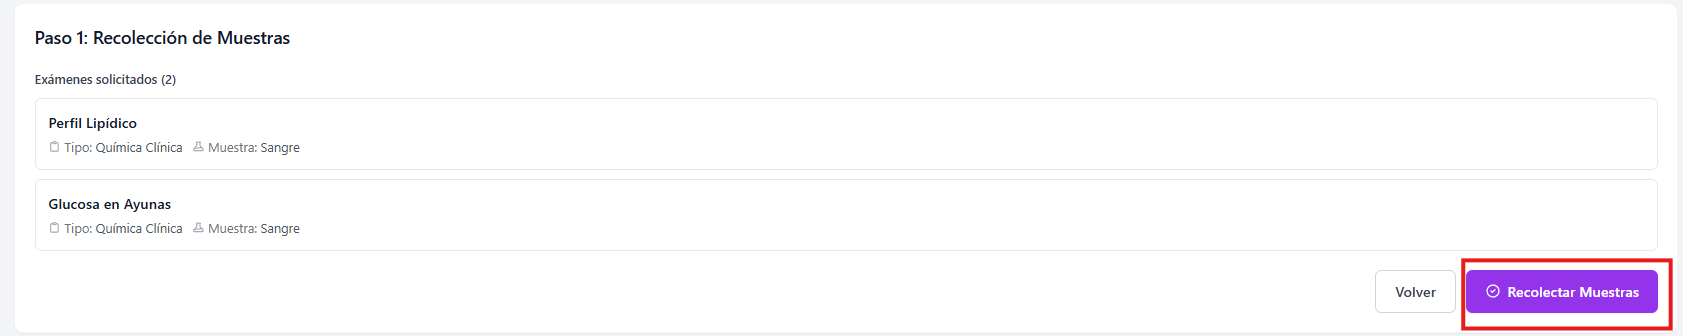 Paso 1: Recolección de Muestras
Exámenes solicitados (2)
Perfil Lipídico
Tipo: Química Clínica Muestra: Sangre
Glucosa en Ayunas
Tipo: Química Clínica Muestra: Sangre
Volver Recolectar Muestras